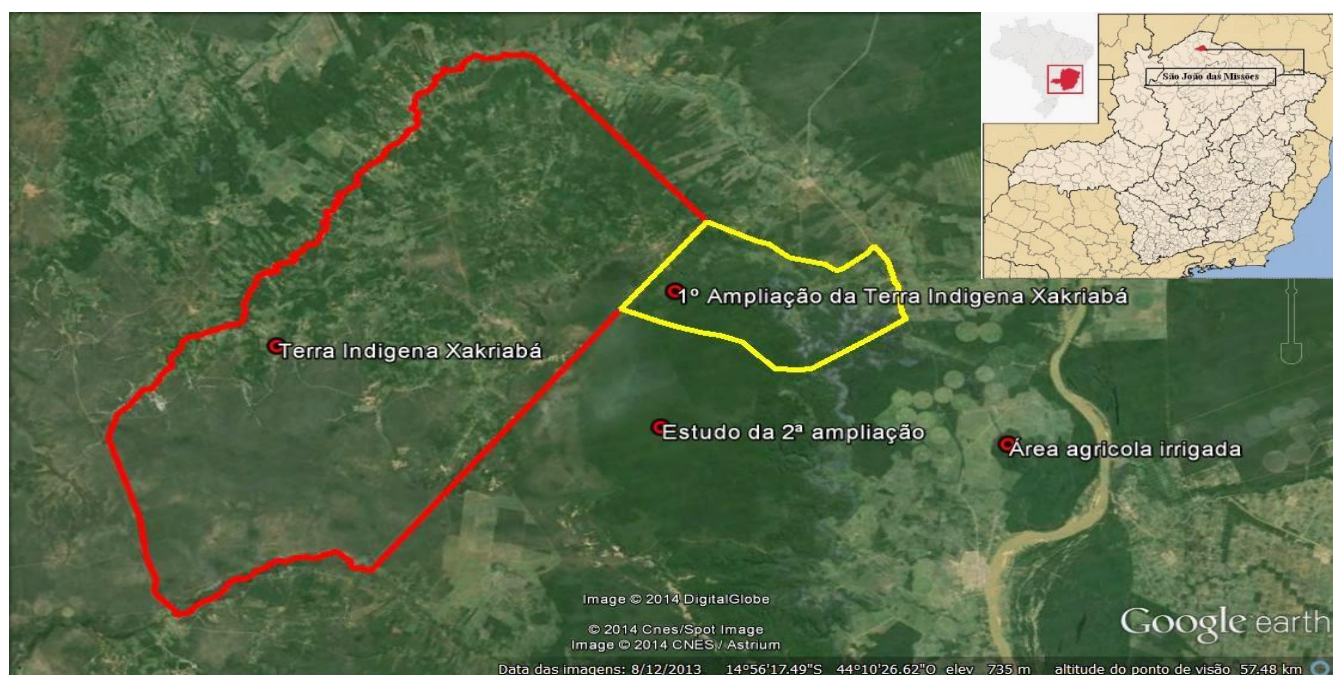 São João das Missões
1º Ampliação da Terra Indigena Xakriabá
Terra Indigena Xakriabá
Estudo da 2ª ampliação
Área agricola irrigada
Image © 2014 DigitalGlobe
© 2014 Cnes/Spot Image
Image © 2014 CNES / Astrium
Google earth
Data das imagens: 8/12/2013 14°56'17.49"S 44°10'26.62"O elev 735 m altitude do ponto de visão 57.48 km